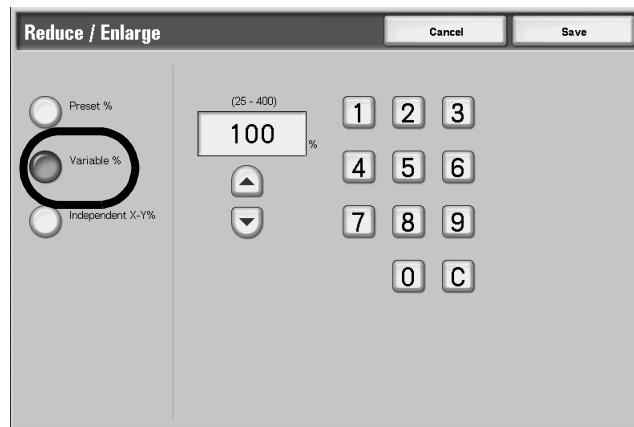 Reduce / Enlarge
Cancel
Save
Preset %
Variable %
Independent X-Y%
(25 - 400)
100 %
1 2 3
4 5 6
7 8 9
0 C